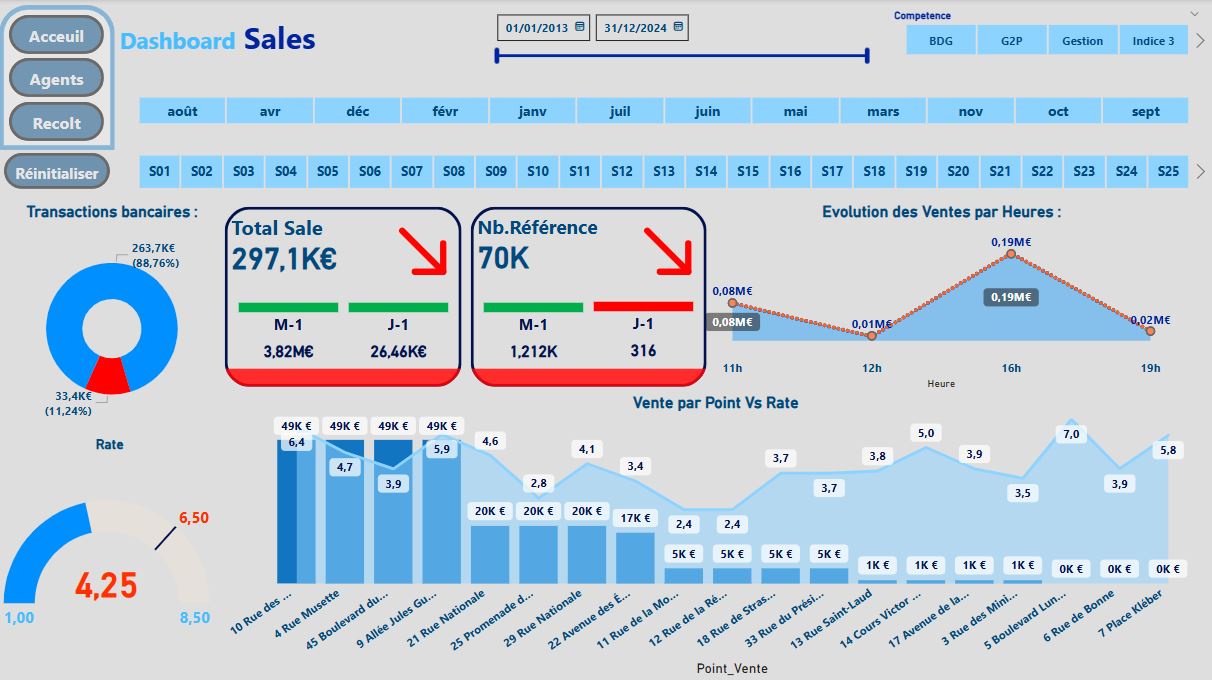 Acceuil
Agents
Recolt
Réinitialiser
Dashboard Sales
01/01/2013 31/12/2024
Competence
BDG G2P Gestion Indice 3
août avr déc févr janv juil juin mai mars nov oct sept
S01 S02 S03 S04 S05 S06 S07 S08 S09 S10 S11 S12 S13 S14 S15 S16 S17 S18 S19 S20 S21 S22 S23 S24 S25
Transactions bancaires :
263,7K€
(88,76%)
33,4K€
(11,24%)
Total Sale
297,1K€
M-1 J-1
3,82M€ 26,46K€
Nb.Référence
70K
M-1 J-1
1,212K 316
Evolution des Ventes par Heures :
0,19M€
0,08M€
0,19M€
0,08M€
0,01M€
0,02M€
11h 12h 16h 19h
Heure
Rate
6,50
4,25
1,00 8,50
Vente par Point Vs Rate
49K € 49K € 49K € 49K € 20K € 20K € 20K € 17K € 5K € 5K € 5K € 5K € 1K € 1K € 1K € 1K € 0K € 0K € 0K €
6,4 4,7 3,9 5,9 4,6 2,8 4,1 3,4 2,4 2,4 3,7 3,7 3,8 5,0 3,9 3,5 7,0 3,9 5,8
10 Rue des ...
4 Rue Musette
45 Boulevard du...
9 Allée Jules Gu...
21 Rue Nationale
25 Promenade d...
29 Rue Nationale
22 Avenue des É...
11 Rue de la Mo...
12 Rue de la Ré...
18 Rue de Stras...
33 Rue du Prési...
13 Rue Saint-Laud
14 Cours Victor ...
17 Avenue de la...
3 Rue des Mini...
5 Boulevard Lun...
6 Rue de Bonne
7 Place Kléber
Point_Vente